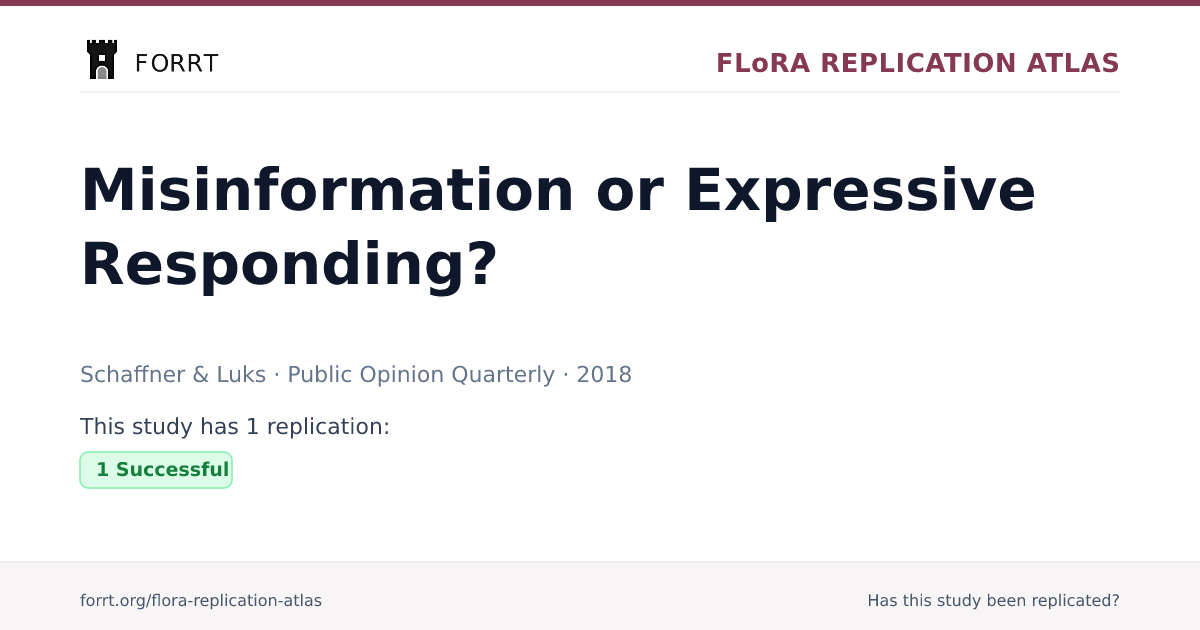 FORRT
FLoRA REPLICATION ATLAS
Misinformation or Expressive
Responding?
Schaffner & Luks · Public Opinion Quarterly · 2018
This study has 1 replication:
1 Successful
forrt.org/flora-replication-atlas
Has this study been replicated?